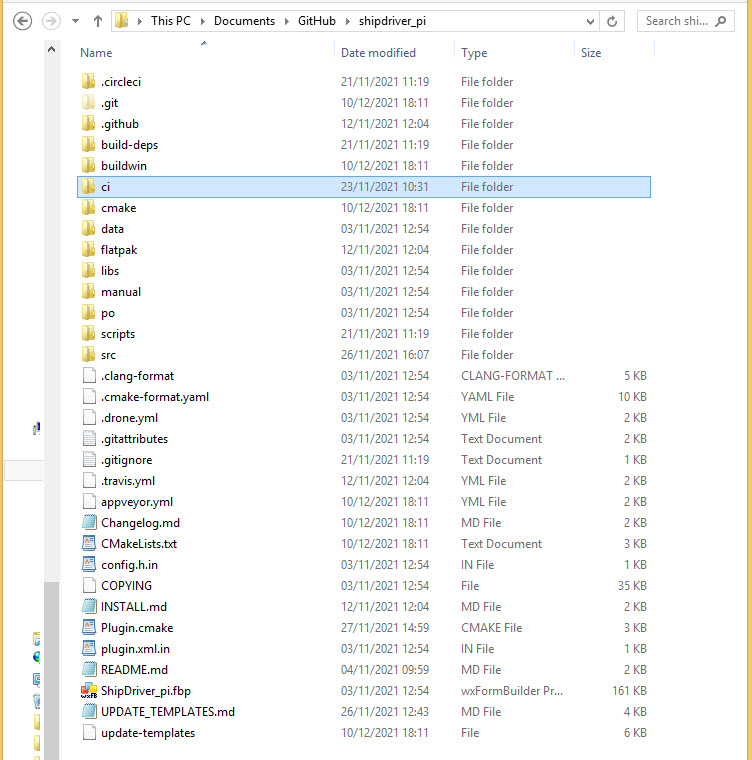 This PC Documents GitHub shipdriver_pi Search shi...
Name Date modified Type Size
.circleci 21/11/2021 11:19 File folder
.git 10/12/2021 18:11 File folder
.github 12/11/2021 12:04 File folder
build-deps 21/11/2021 11:19 File folder
buildwin 10/12/2021 18:11 File folder
ci 23/11/2021 10:31 File folder
cmake 10/12/2021 18:11 File folder
data 03/11/2021 12:54 File folder
flatpak 12/11/2021 12:04 File folder
libs 03/11/2021 12:54 File folder
manual 03/11/2021 12:54 File folder
po 03/11/2021 12:54 File folder
scripts 21/11/2021 11:19 File folder
src 26/11/2021 16:07 File folder
.clang-format 03/11/2021 12:54 CLANG-FORMAT ... 5 KB
.cmake-format.yaml 03/11/2021 12:54 YAML File 10 KB
.drone.yml 03/11/2021 12:54 YML File 2 KB
.gitattributes 03/11/2021 12:54 Text Document 2 KB
.gitignore 21/11/2021 11:19 Text Document 1 KB
.travis.yml 12/11/2021 12:04 YML File 2 KB
appveyor.yml 10/12/2021 18:11 YML File 2 KB
Changelog.md 10/12/2021 18:11 MD File 2 KB
CMakeLists.txt 10/12/2021 18:11 Text Document 3 KB
config.h.in 03/11/2021 12:54 IN File 1 KB
COPYING 03/11/2021 12:54 File 35 KB
INSTALL.md 12/11/2021 12:04 MD File 2 KB
Plugin.cmake 27/11/2021 14:59 CMAKE File 3 KB
plugin.xml.in 03/11/2021 12:54 IN File 1 KB
README.md 04/11/2021 09:59 MD File 2 KB
ShipDriver_pi.fbp 03/11/2021 12:54 wxFormBuilder Pr... 161 KB
UPDATE_TEMPLATES.md 26/11/2021 12:43 MD File 4 KB
update-templates 10/12/2021 18:11 File 6 KB